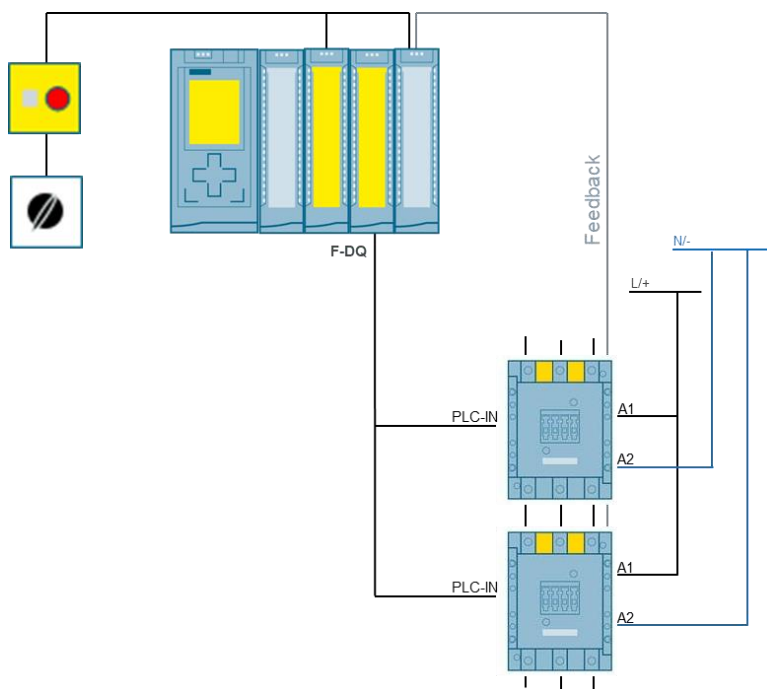 Feedback
N/-
F-DQ
L/+
PLC-IN
A1
A2
PLC-IN
A1
A2